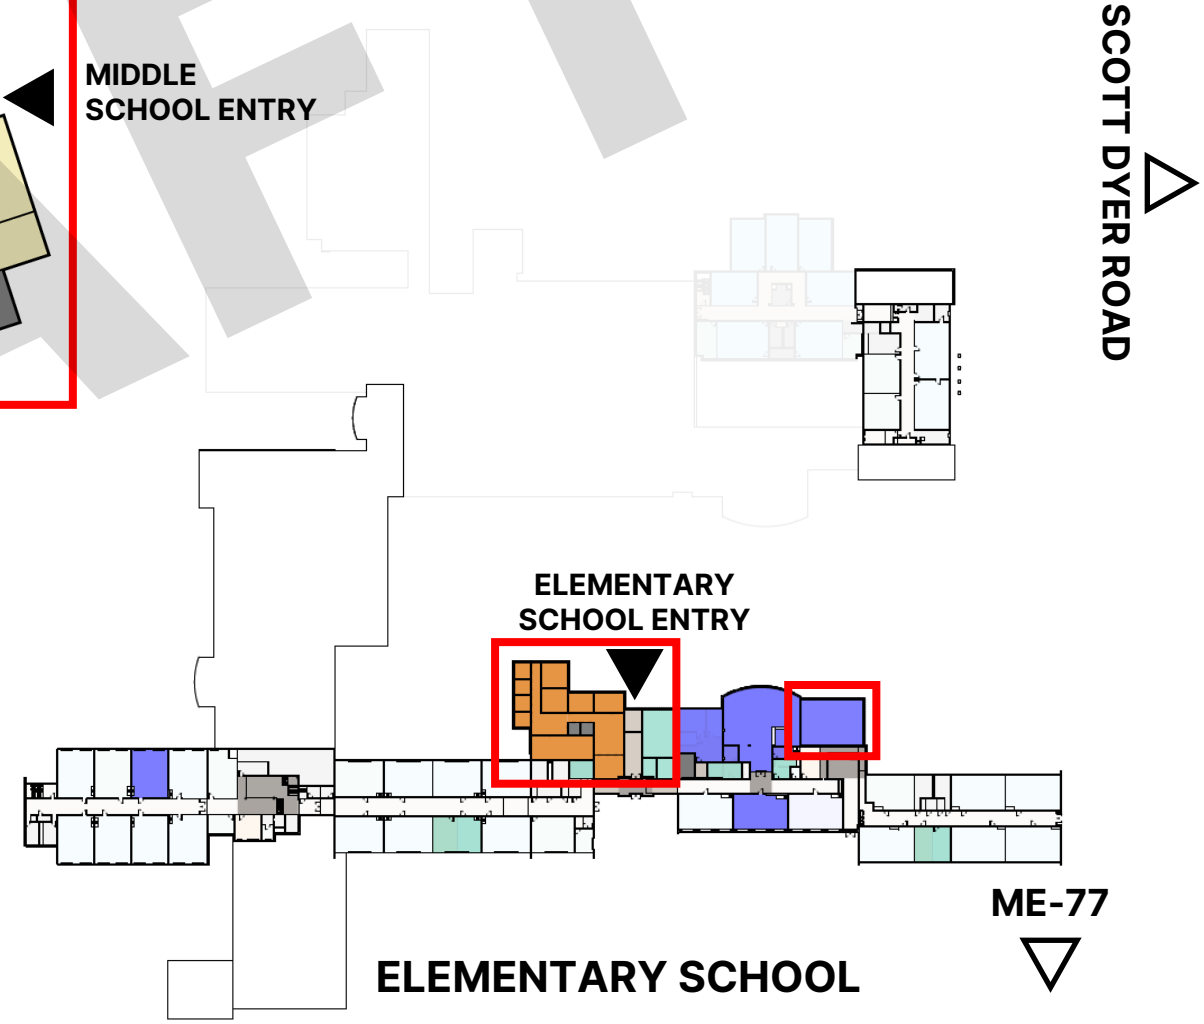 MIDDLE
SCHOOL ENTRY
SCOTT DYER ROAD
ELEMENTARY
SCHOOL ENTRY
ME-77
ELEMENTARY SCHOOL